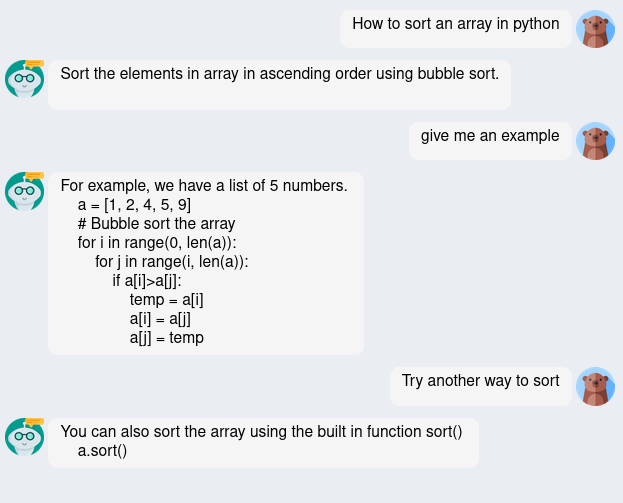 How to sort an array in python
Sort the elements in array in ascending order using bubble sort.
give me an example
For example, we have a list of 5 numbers.
a = [1, 2, 4, 5, 9]
# Bubble sort the array
for i in range(0, len(a)):
for j in range(i, len(a)):
if a[i]>a[j]:
temp = a[i]
a[i] = a[j]
a[j] = temp
Try another way to sort
You can also sort the array using the built in function sort()
a.sort()